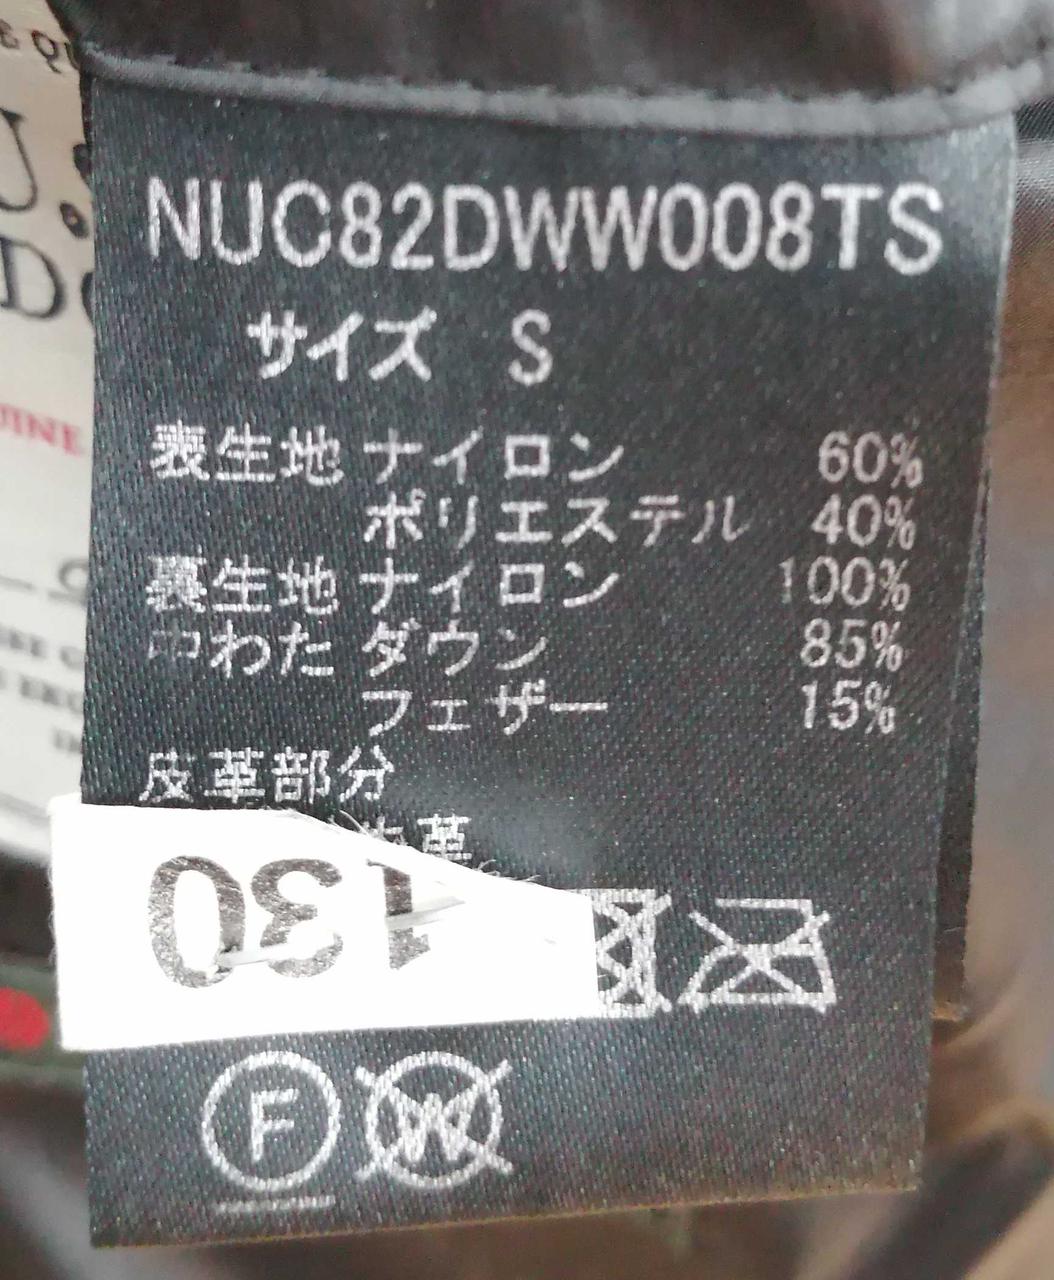 NUC82DWW008TS
サイズ S
表生地 ナイロン 60%
ポリエステル 40%
裏生地 ナイロン 100%
中わた ダウン 85%
フェザー 15%
皮革部分
革
130
F W